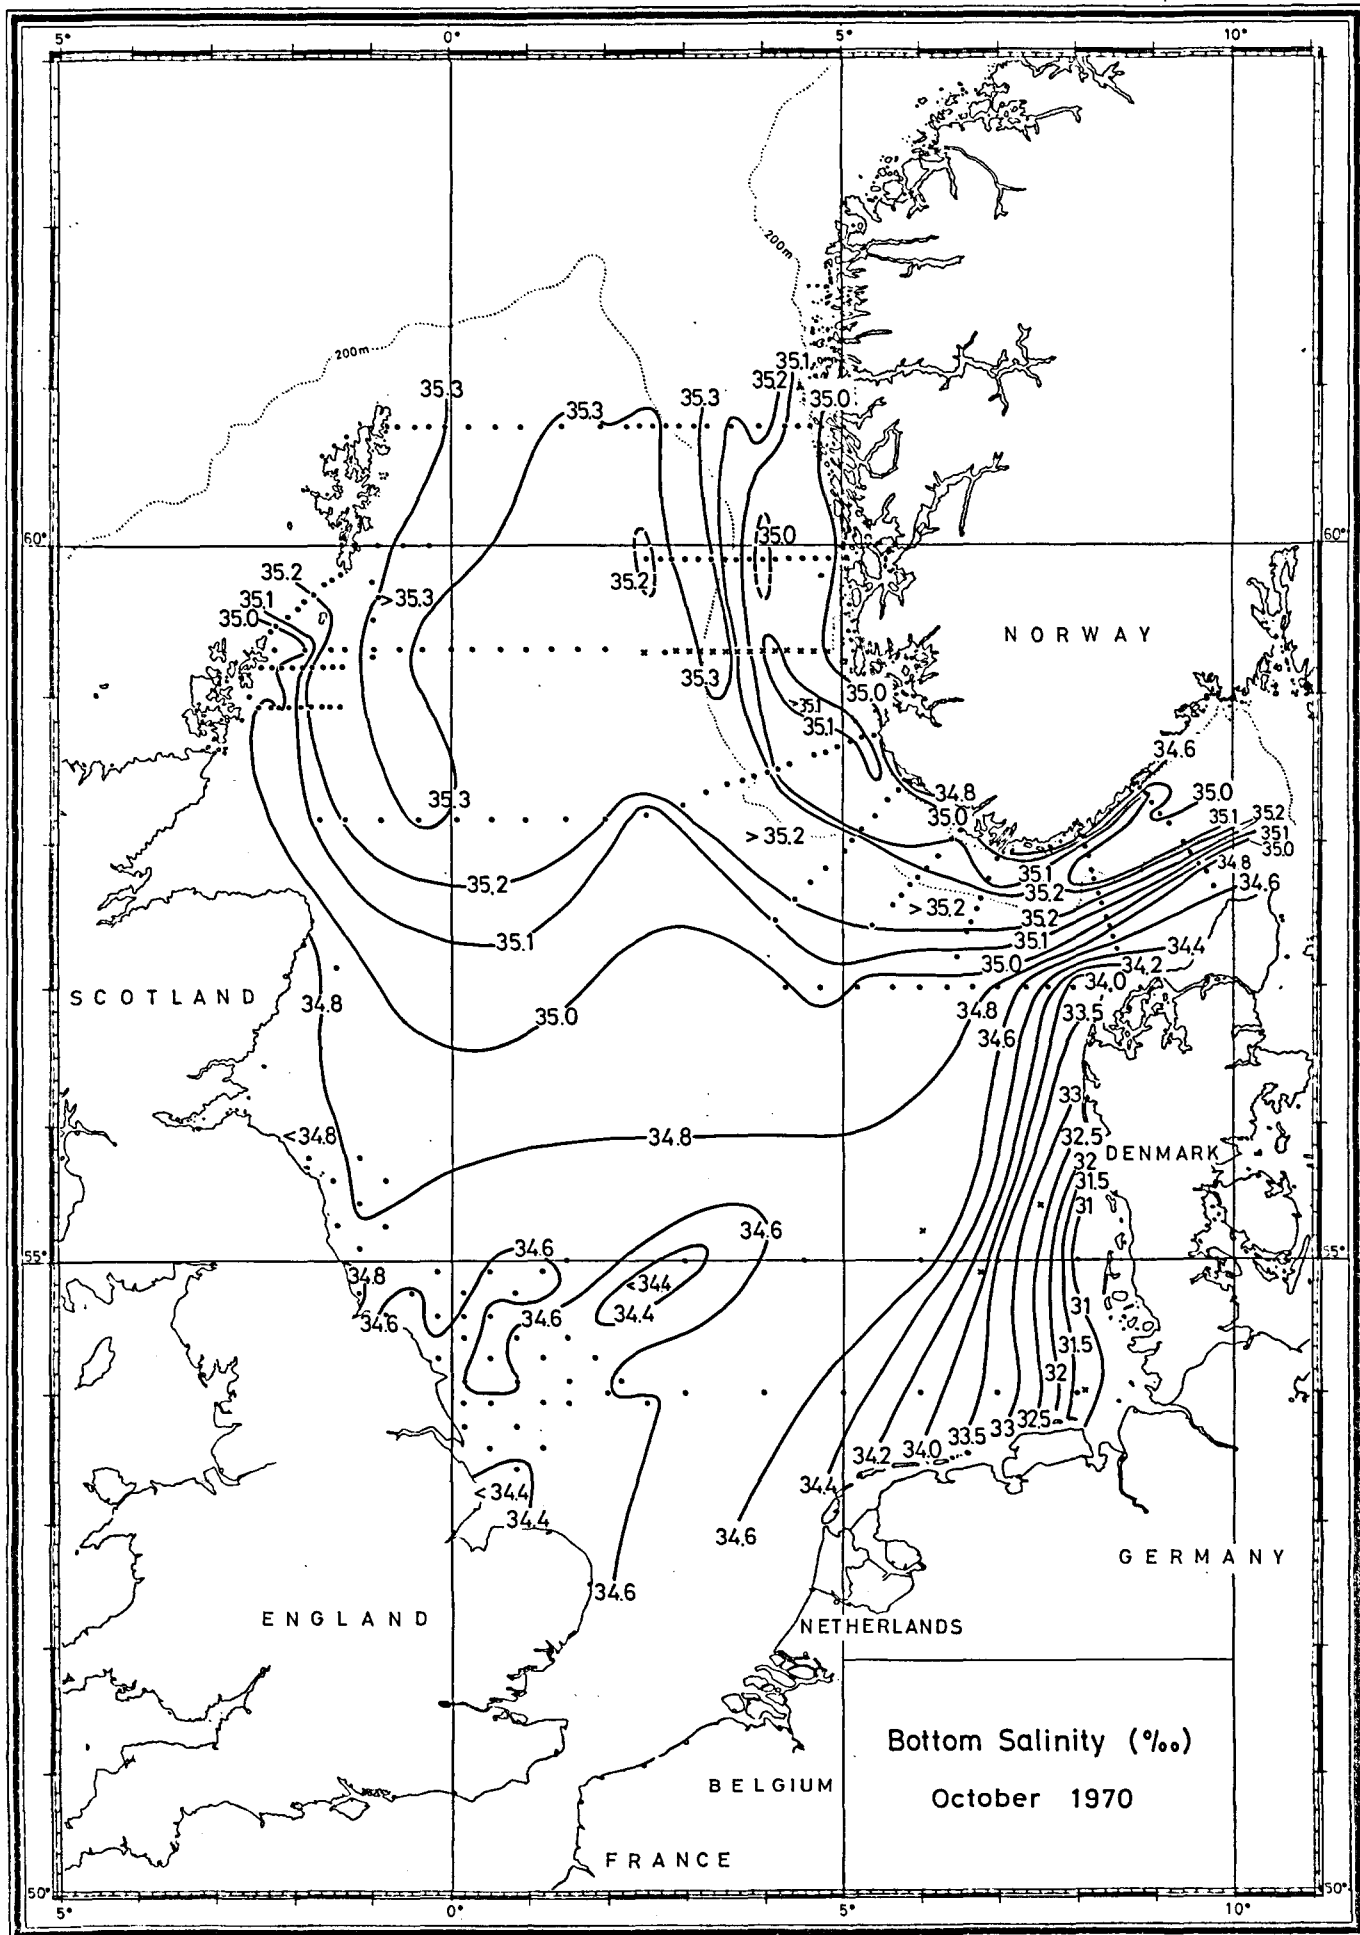 5° 0° 5° 10°
200m
200m
35.1
35.2
35.3 35.3 35.3 35.0
60° 35.0 60°
35.2
35.2
35.1
>35.3
35.0
NORWAY
35.3
35.0
>35.1
35.1
34.6
34.8
35.3 35.0
35.0
35.1 35.2
>35.2
35.1
35.0
34.8
35.1
35.2 35.2 34.6
>35.2
35.2
35.1 35.1
34.4
35.0 34.2
SCOTLAND
34.8 34.8 34.0
35.0 33.5
34.6
33
<34.8 34.8 32.5
DENMARK
32
31.5
31
34.6
34.6
55° 55°
34.8
<34.4
34.6 34.6 34.4 31
31.5
32
34.2 34.0 33.5 33 32.5
<34.4 34.4
34.4
34.6
GERMANY
34.6
ENGLAND
NETHERLANDS
Bottom Salinity (‰)
BELGIUM
October 1970
FRANCE
50° 50°
5° 0° 5° 10°